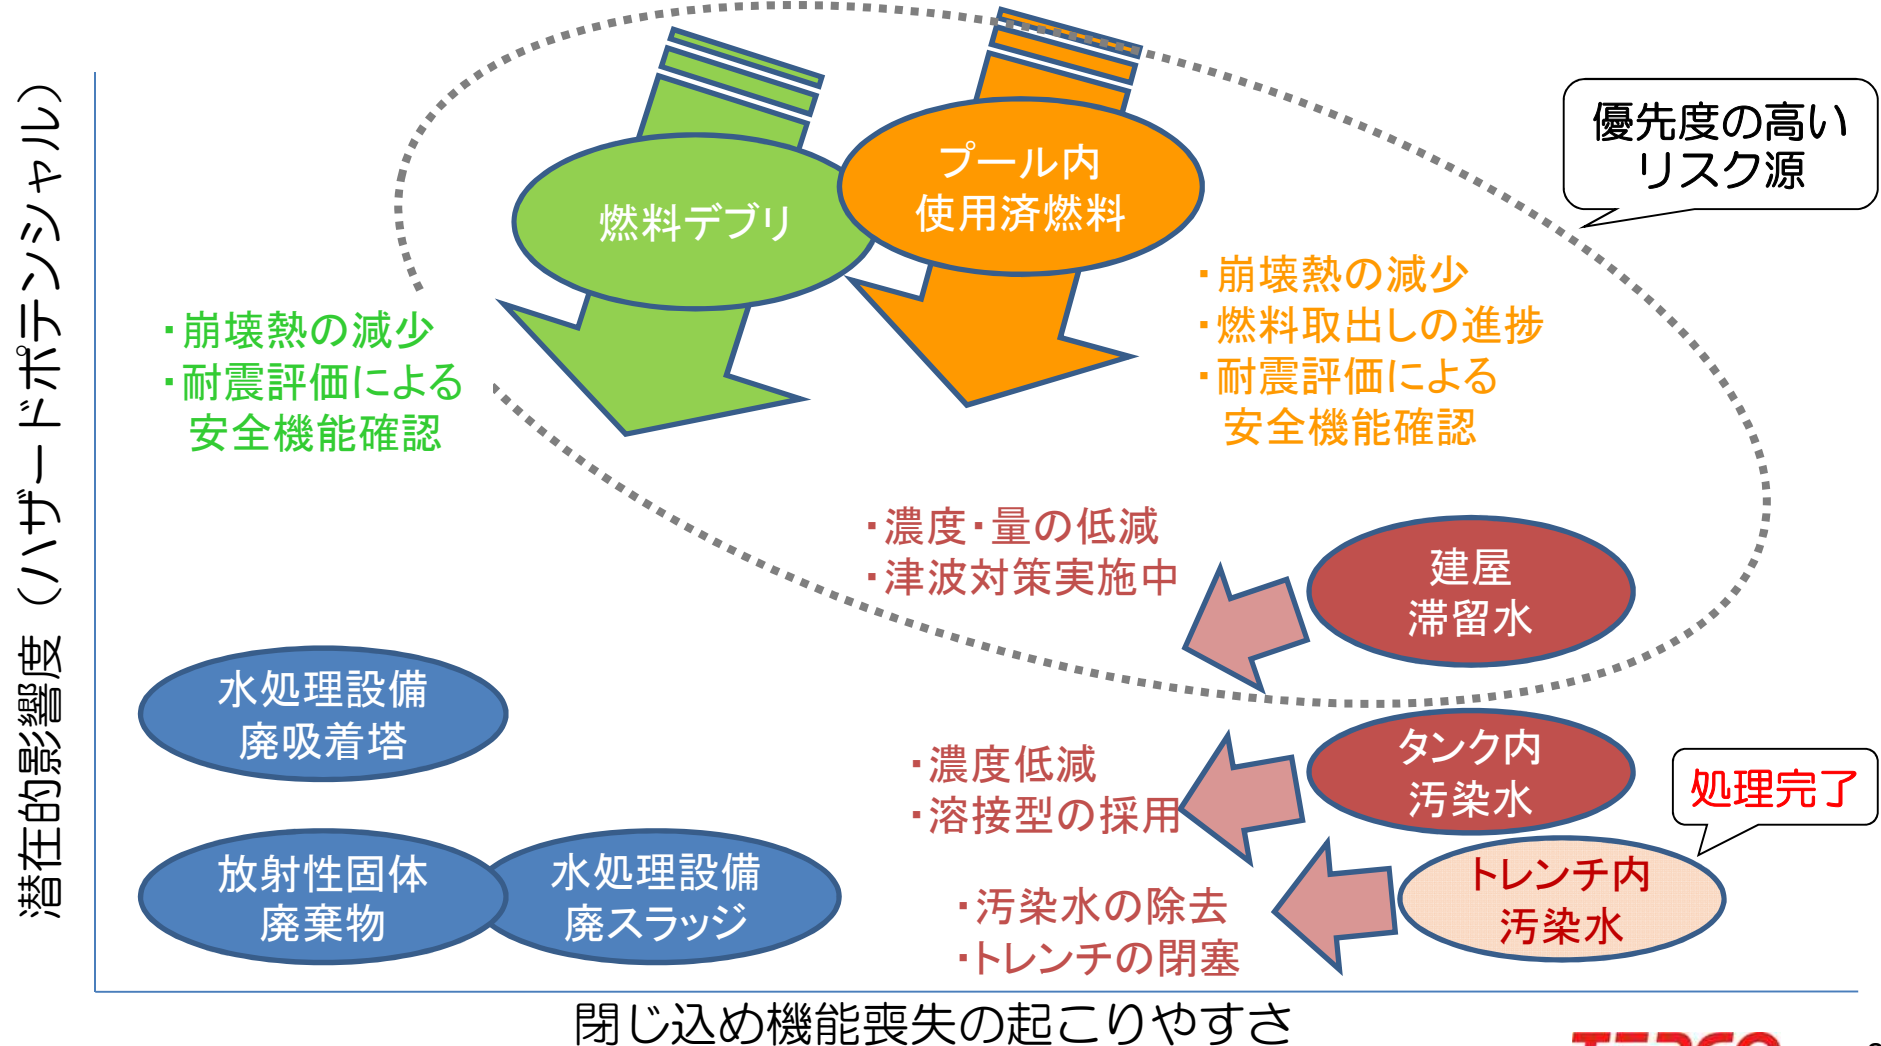 優先度の高い
リスク源
プール内
使用済燃料
燃料デブリ
・崩壊熱の減少
・燃料取出しの進捗
・耐震評価による
安全機能確認
・崩壊熱の減少
・耐震評価による
安全機能確認
・濃度・量の低減
・津波対策実施中
建屋
滞留水
水処理設備
廃吸着塔
・濃度低減
・溶接型の採用
タンク内
汚染水
処理完了
放射性固体
廃棄物
水処理設備
廃スラッジ
・汚染水の除去
・トレンチの閉塞
トレンチ内
汚染水
潜在的影響度（ハザードポテンシャル）
閉じ込め機能喪失の起こりやすさ
TEPCO